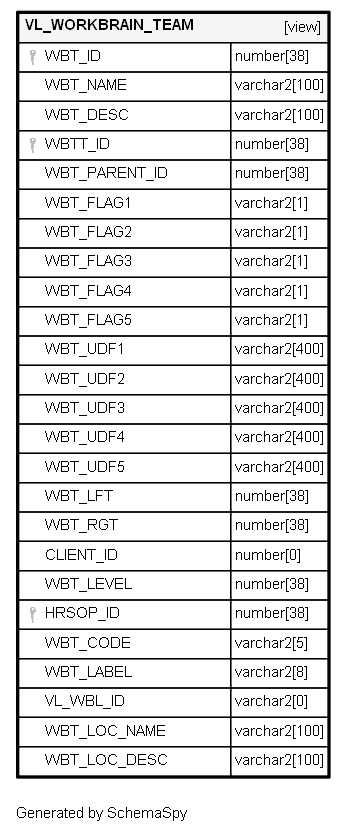 VL_WORKBRAIN_TEAM [view]
WBT_ID number[38]
WBT_NAME varchar2[100]
WBT_DESC varchar2[100]
WBTT_ID number[38]
WBT_PARENT_ID number[38]
WBT_FLAG1 varchar2[1]
WBT_FLAG2 varchar2[1]
WBT_FLAG3 varchar2[1]
WBT_FLAG4 varchar2[1]
WBT_FLAG5 varchar2[1]
WBT_UDF1 varchar2[400]
WBT_UDF2 varchar2[400]
WBT_UDF3 varchar2[400]
WBT_UDF4 varchar2[400]
WBT_UDF5 varchar2[400]
WBT_LFT number[38]
WBT_RGT number[38]
CLIENT_ID number[0]
WBT_LEVEL number[38]
HRSOP_ID number[38]
WBT_CODE varchar2[5]
WBT_LABEL varchar2[8]
VL_WBL_ID varchar2[0]
WBT_LOC_NAME varchar2[100]
WBT_LOC_DESC varchar2[100]
Generated by SchemaSpy